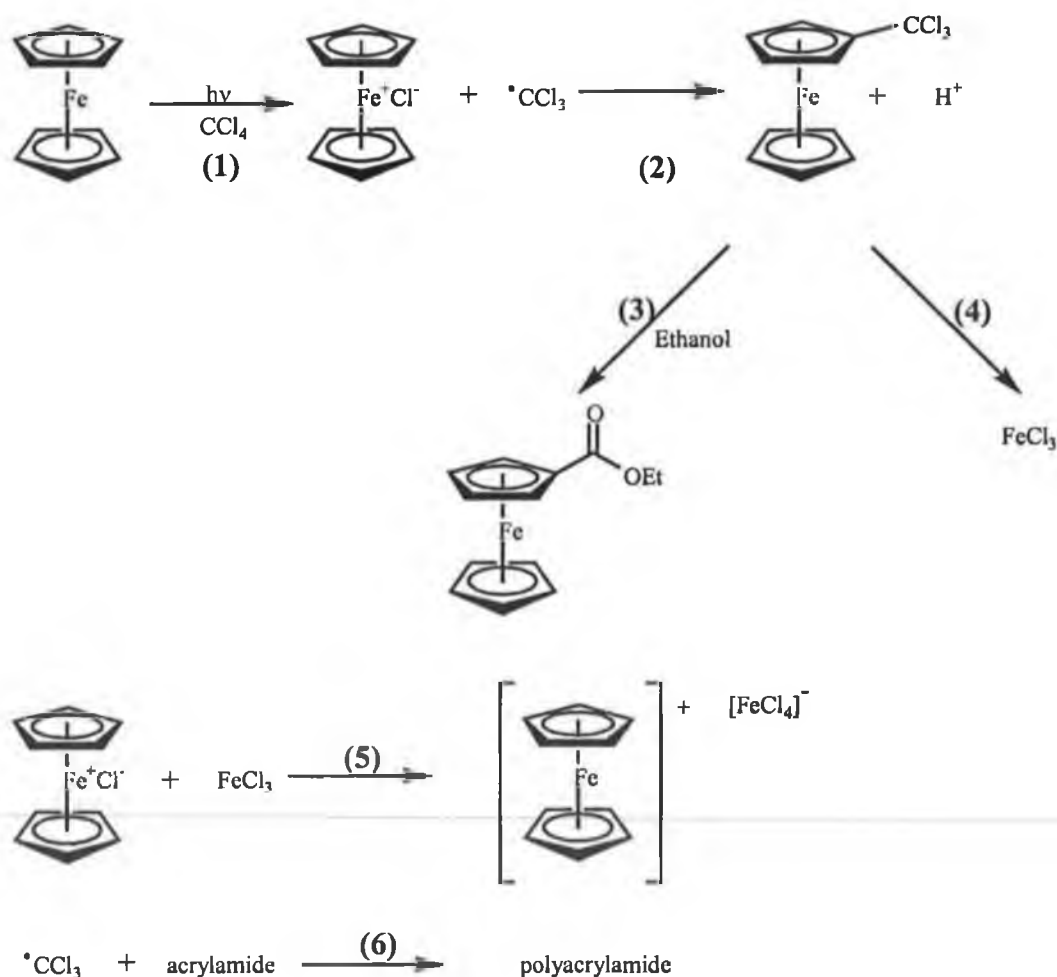 Fe hν CCl₄ (1) Fe⁺Cl⁻ + •CCl₃ (2) CCl₃ Fe + H⁺
(3) Ethanol (4)
O OEt Fe FeCl₃
Fe⁺Cl⁻ + FeCl₃ (5) Fe + [FeCl₄]⁻
•CCl₃ + acrylamide (6) polyacrylamide